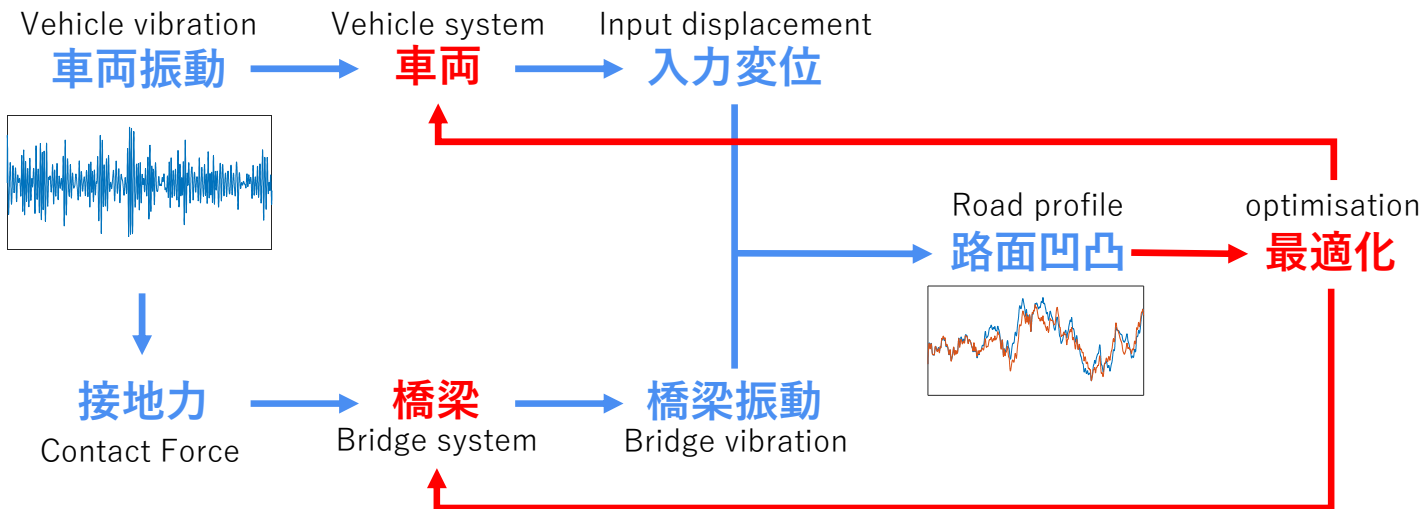 Vehicle vibration
車両振動
Vehicle system
車両
Input displacement
入力変位
Road profile
路面凹凸
optimisation
最適化
接地力
Contact Force
橋梁
Bridge system
橋梁振動
Bridge vibration